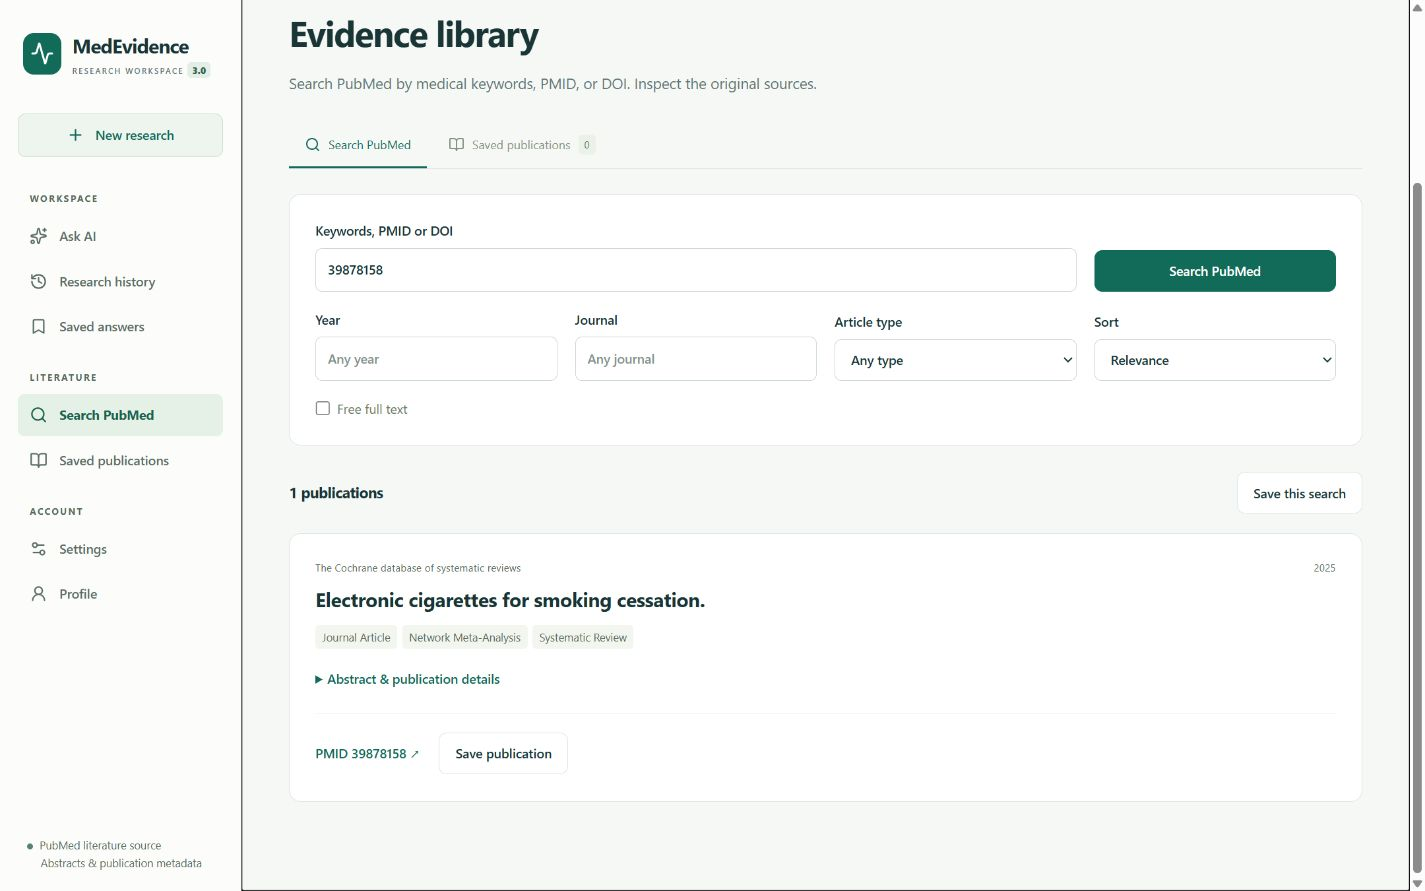 MedEvidence
RESEARCH WORKSPACE 3.0
New research
WORKSPACE
Ask AI
Research history
Saved answers
LITERATURE
Search PubMed
Saved publications
ACCOUNT
Settings
Profile
PubMed literature source
Abstracts & publication metadata
Evidence library
Search PubMed by medical keywords, PMID, or DOI. Inspect the original sources.
Search PubMed
Saved publications 0
Keywords, PMID or DOI
39878158
Search PubMed
Year
Journal
Article type
Sort
Any year
Any journal
Any type
Relevance
Free full text
1 publications
Save this search
The Cochrane database of systematic reviews
2025
Electronic cigarettes for smoking cessation.
Journal Article
Network Meta-Analysis
Systematic Review
Abstract & publication details
PMID 39878158 ↗
Save publication